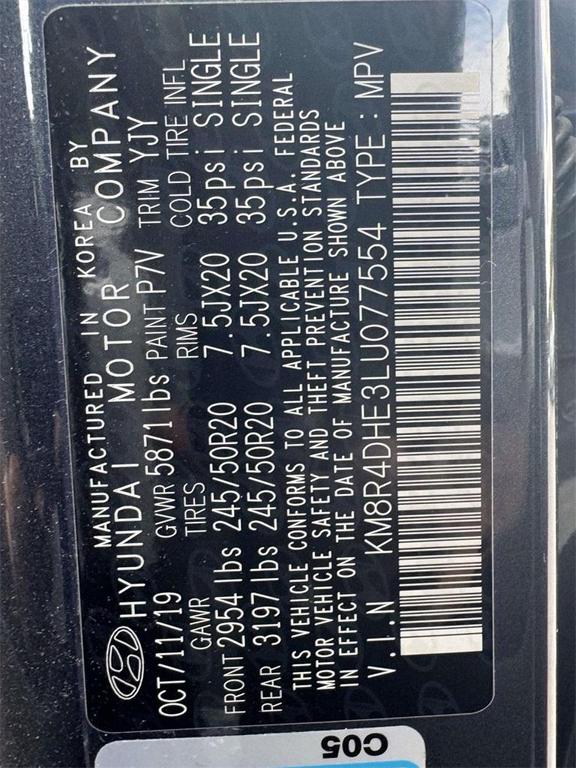 MANUFACTURED IN KOREA BY
HYUNDAI MOTOR COMPANY
OCT/11/19 GVWR 5871lbs PAINT P7V TRIM YJY
GAWR TIRES RIMS COLD TIRE INFL
FRONT 2954lbs 245/50R20 7.5JX20 35psi SINGLE
REAR 3197lbs 245/50R20 7.5JX20 35psi SINGLE
THIS VEHICLE CONFORMS TO ALL APPLICABLE U.S.A. FEDERAL
MOTOR VEHICLE SAFETY AND THEFT PREVENTION STANDARDS
IN EFFECT ON THE DATE OF MANUFACTURE SHOWN ABOVE
V.I.N KM8R4DHE3LU077554 TYPE : MPV
C05